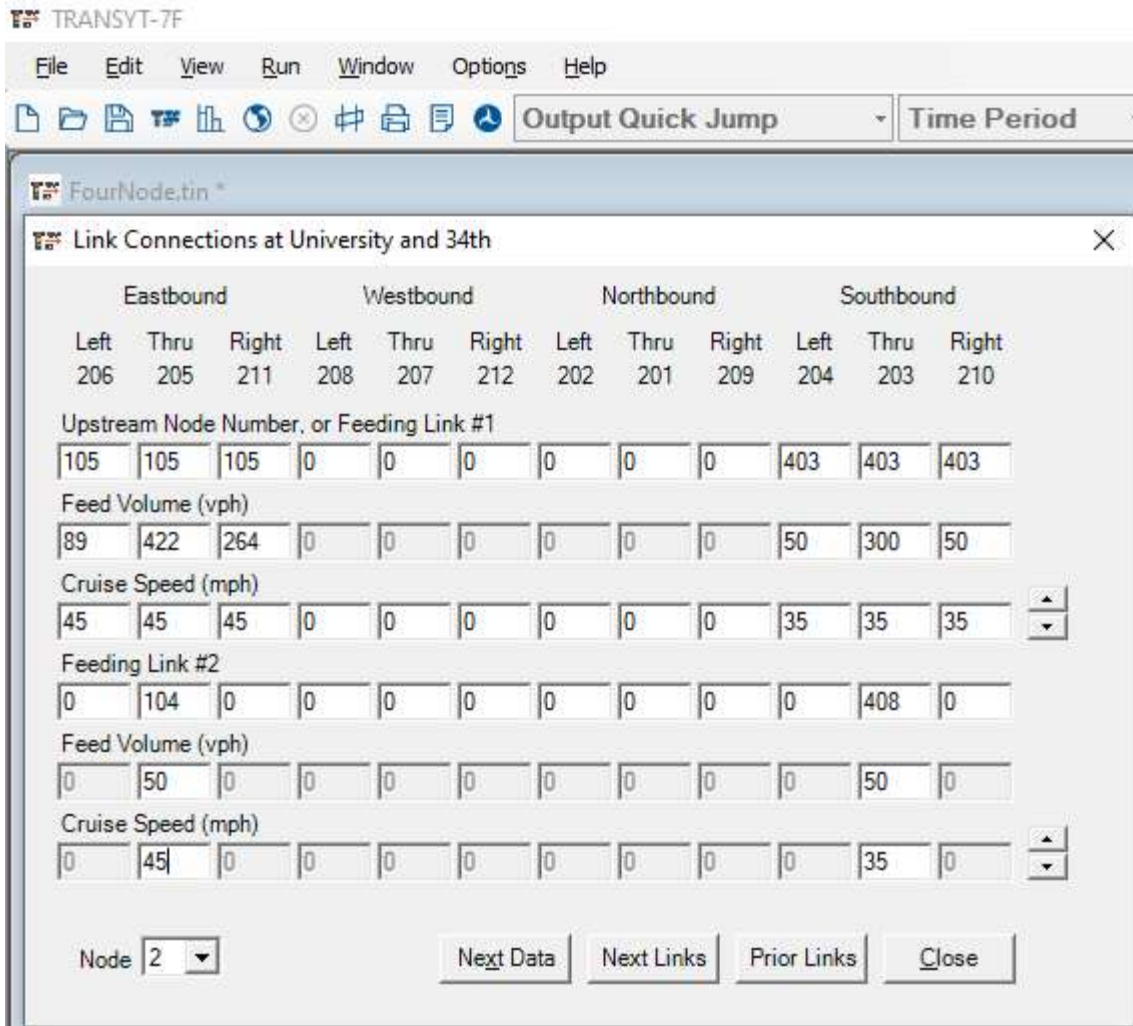 TRANSYT-7F
File Edit View Run Window Options Help
Output Quick Jump Time Period
FourNode.tin *
Link Connections at University and 34th
Eastbound Westbound Northbound Southbound
Left Thru Right Left Thru Right Left Thru Right Left Thru Right
206 205 211 208 207 212 202 201 209 204 203 210
Upstream Node Number, or Feeding Link #1
105 105 105 0 0 0 0 0 0 403 403 403
Feed Volume (vph)
89 422 264 0 0 0 0 0 0 50 300 50
Cruise Speed (mph)
45 45 45 0 0 0 0 0 0 35 35 35
Feeding Link #2
0 104 0 0 0 0 0 0 0 0 408 0
Feed Volume (vph)
0 50 0 0 0 0 0 0 0 0 50 0
Cruise Speed (mph)
0 45 0 0 0 0 0 0 0 0 35 0
Node 2 Next Data Next Links Prior Links Close